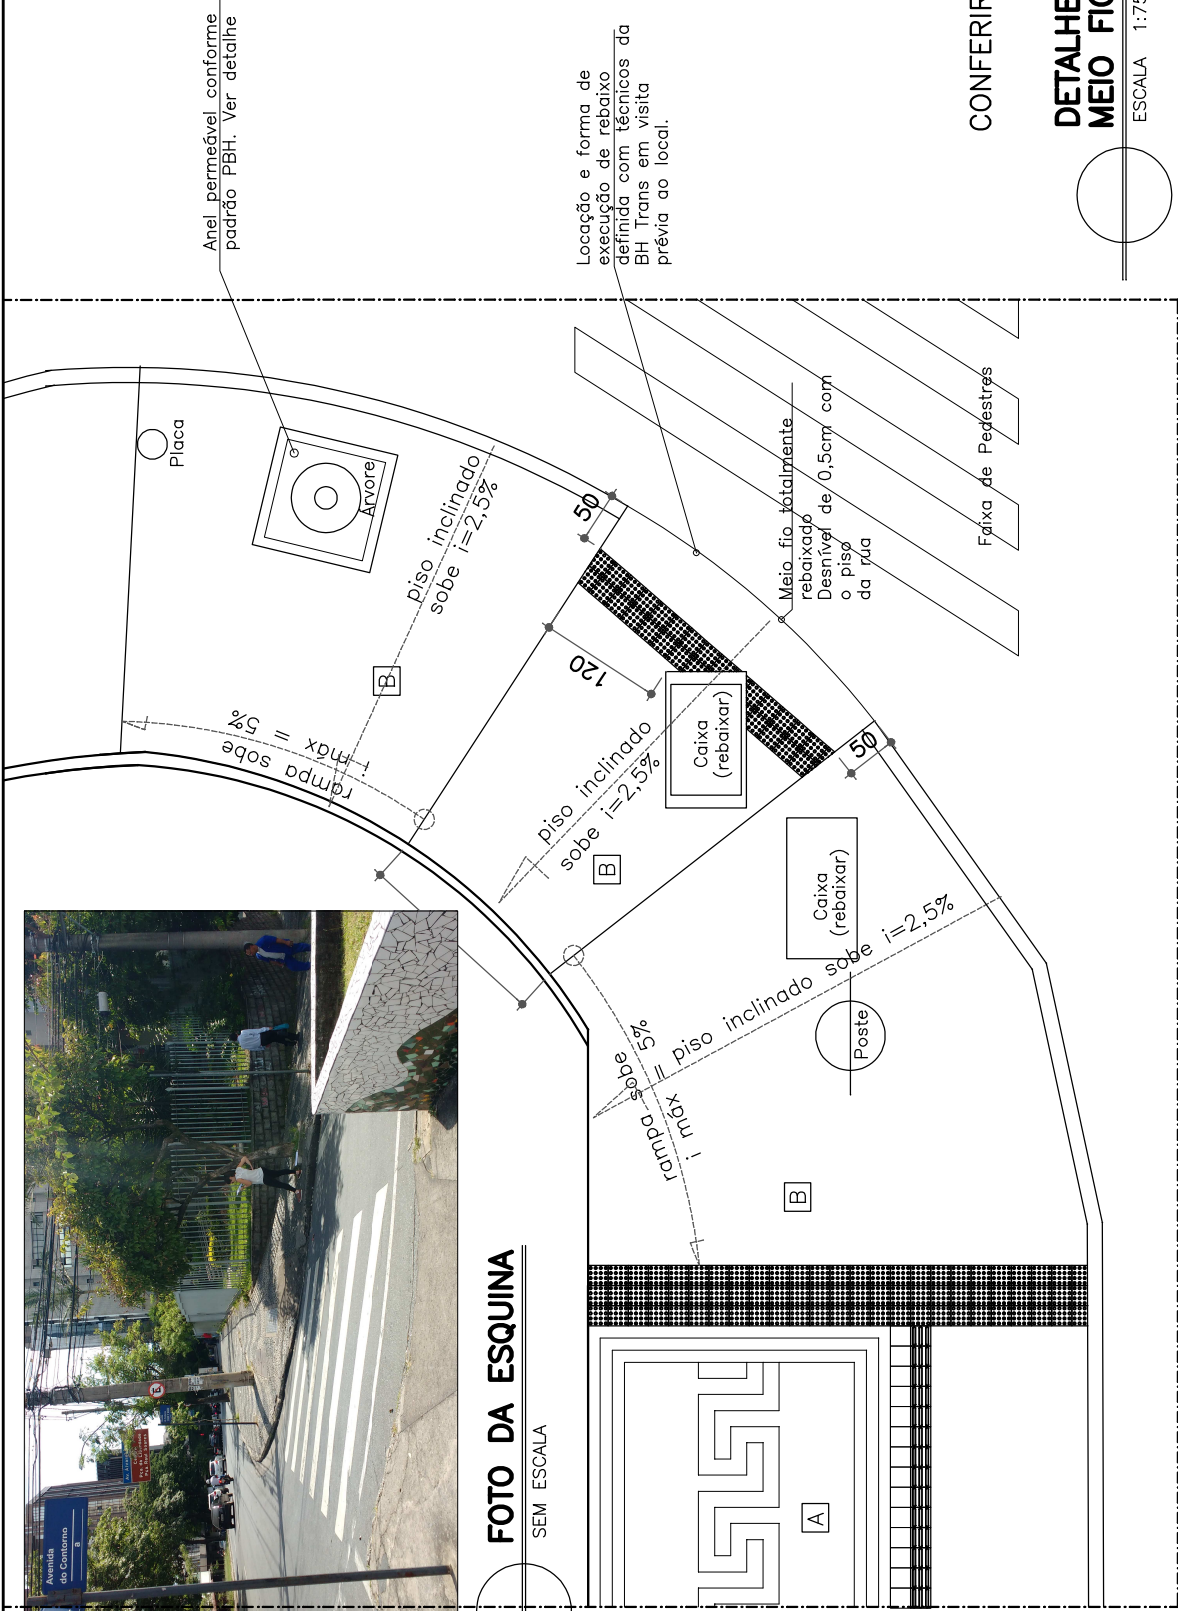 Anel permeável conforme
padrão PBH. Ver detalhe
Locação e forma de
execução de rebaixo
definida com técnicos da
BH Trans em visita
prévia ao local.
CONFERIR
DETALHE
MEIO FIO
ESCALA 1:75
Placa
Árvore
piso inclinado
sobe i=2,5%
50
B
rampa sobe
i máx = 5%
120
Meio fio totalmente
rebaixado
Desnível de 0,5cm com
o piso
da rua
Faixa de Pedestres
Caixa
(rebaixar)
piso inclinado
sobe i=2,5%
B
50
Caixa
(rebaixar)
piso inclinado sobe i=2,5%
Poste
rampa sobe
i máx = 5%
B
A
FOTO DA ESQUINA
SEM ESCALA
Avenida
do Contorno
a